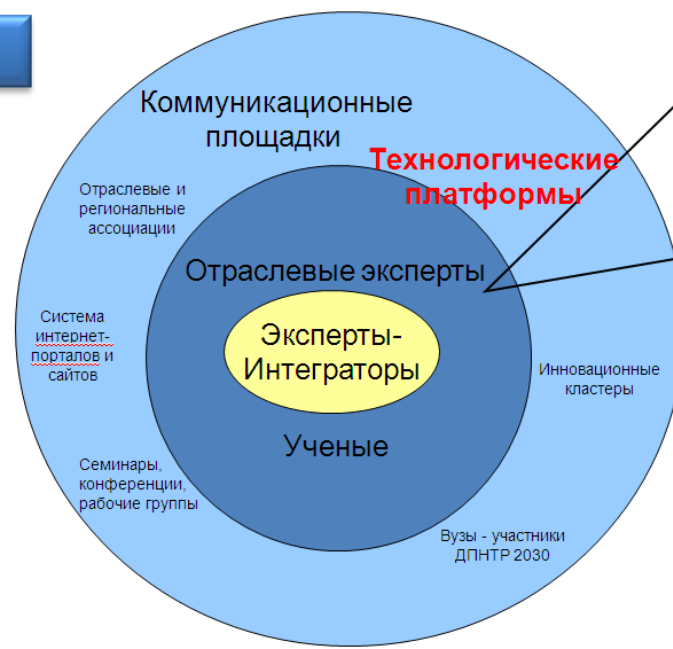 Коммуникационные
площадки
Технологические
платформы
Отраслевые и
региональные
ассоциации
Отраслевые эксперты
Система
интернет-
порталов и
сайтов
Эксперты-
Интеграторы
Инновационные
кластеры
Ученые
Семинары,
конференции,
рабочие группы
Вузы - участники
ДПНТР 2030